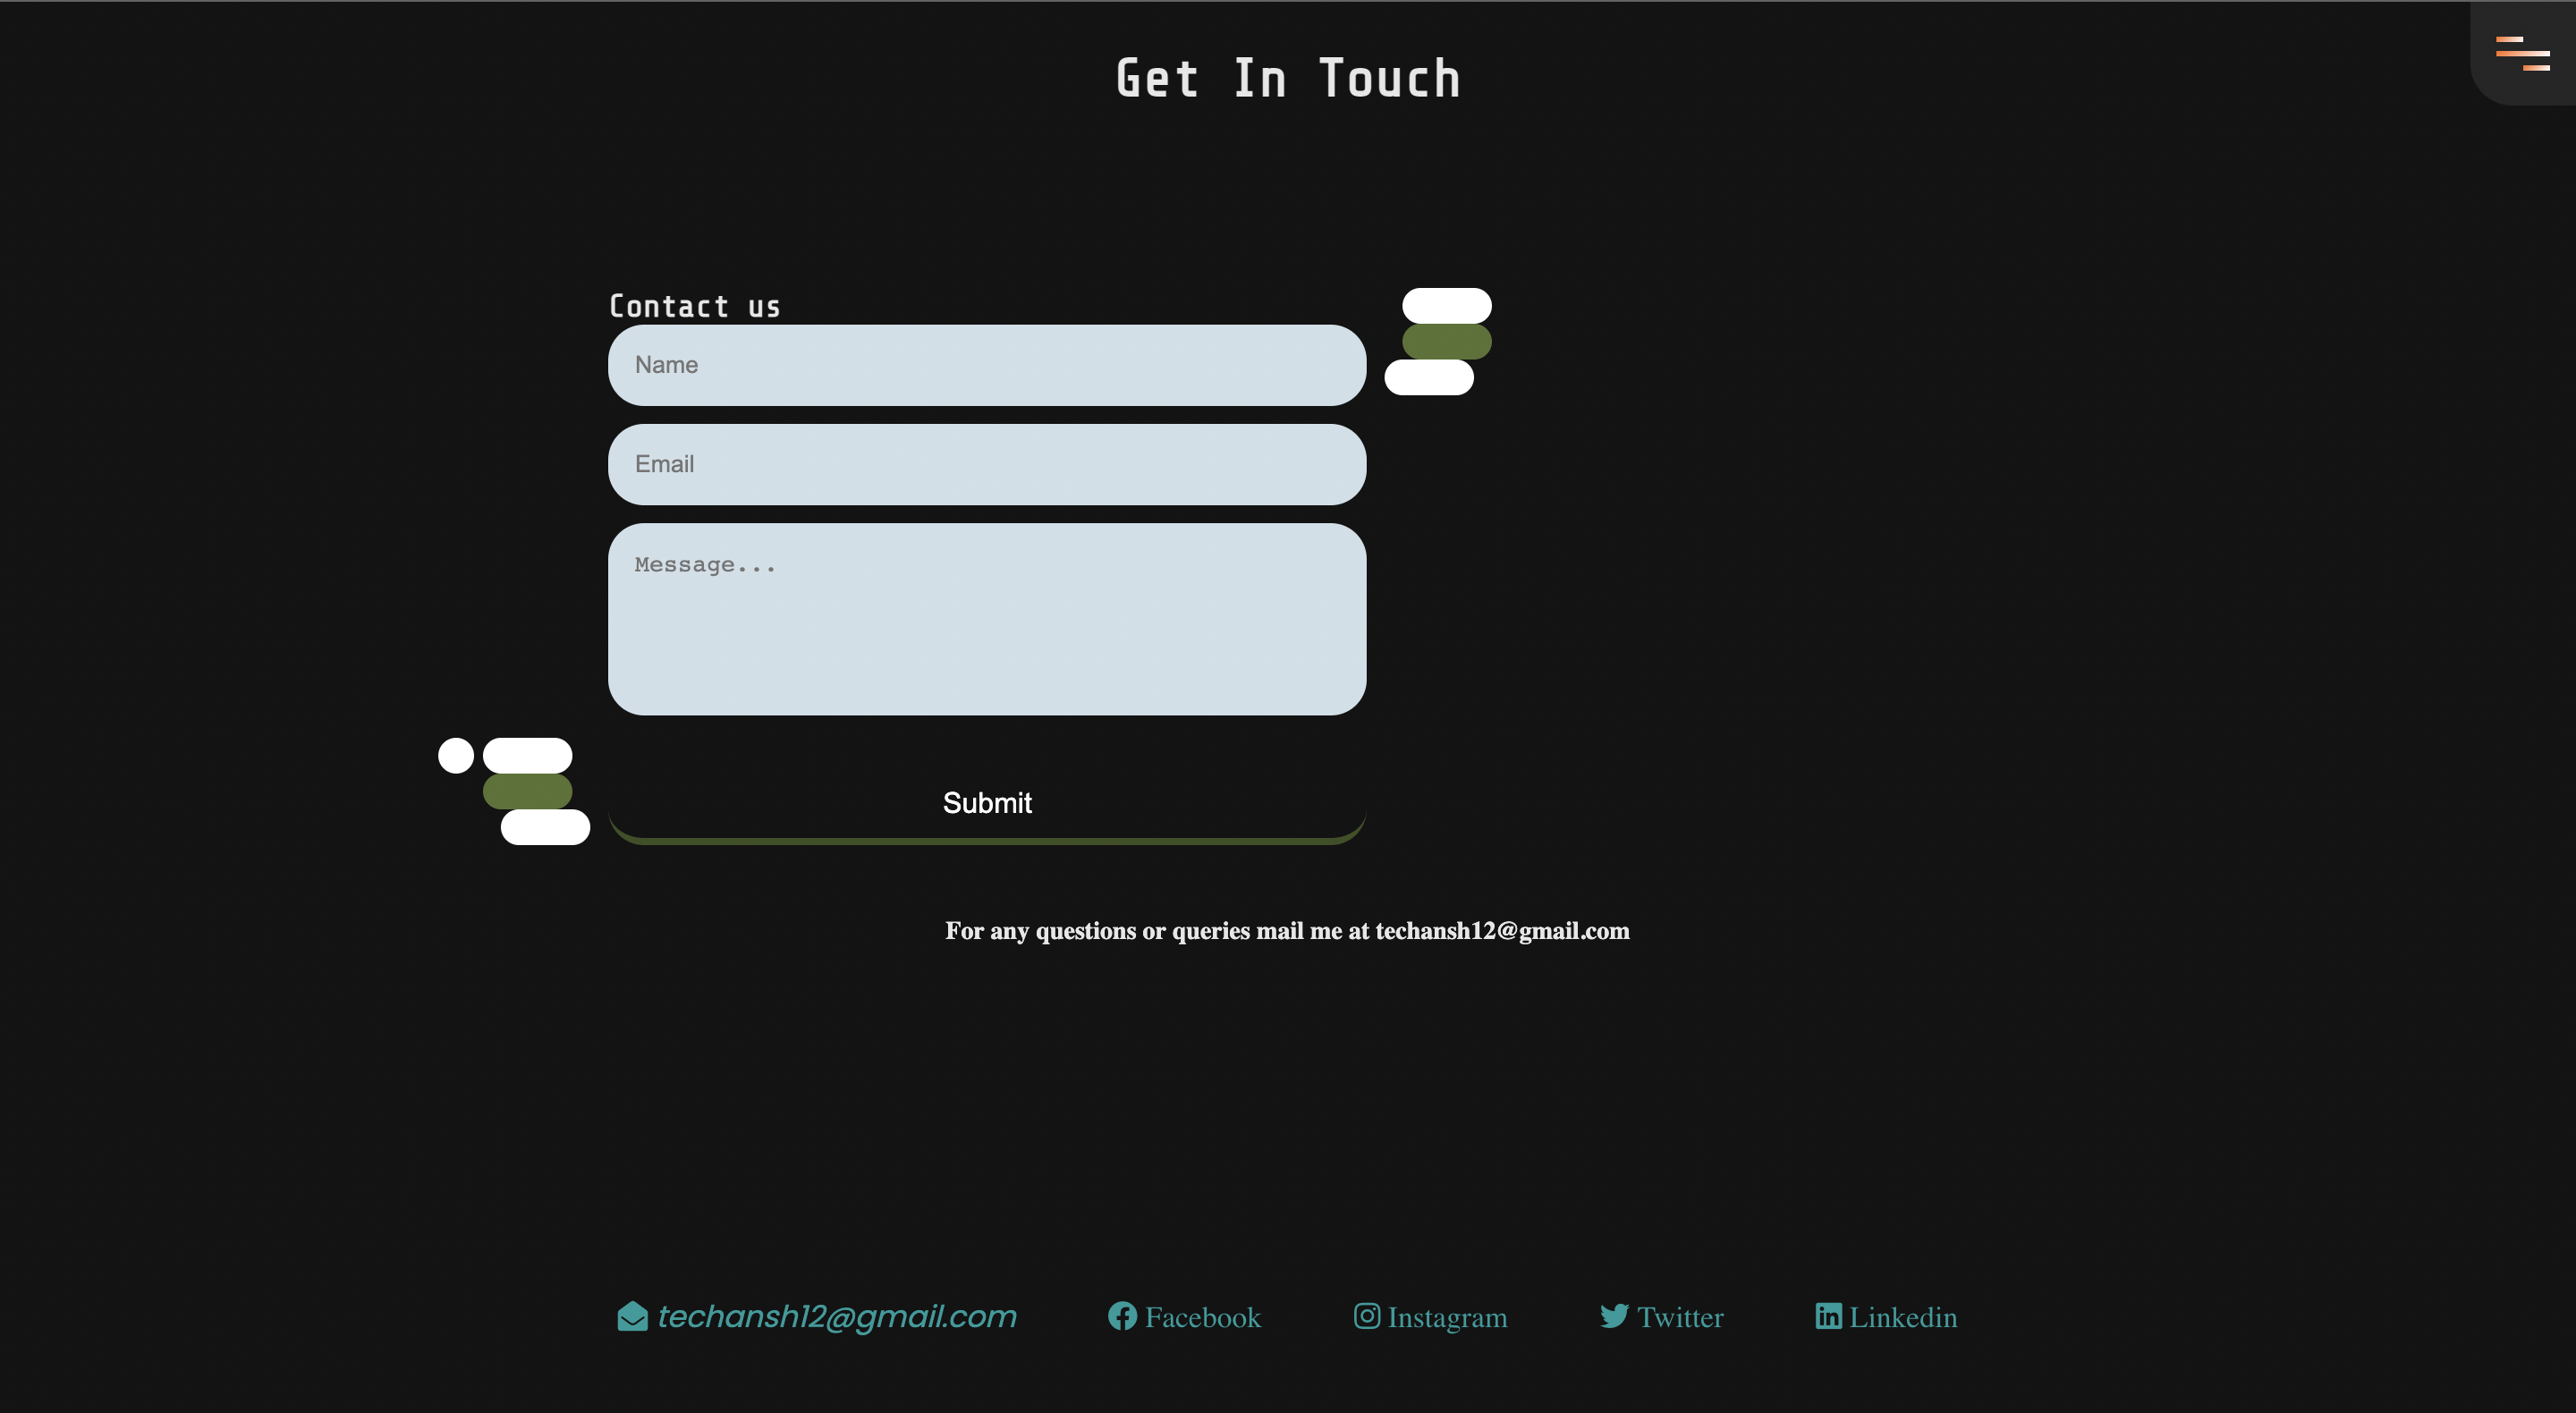 Get In Touch
Contact us
Name
Email
Message...
Submit
For any questions or queries mail me at techansh12@gmail.com
techansh12@gmail.com Facebook Instagram Twitter Linkedin